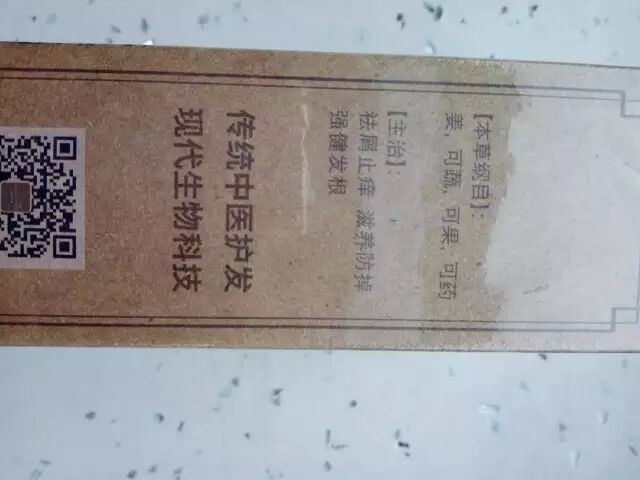 【本草纲目】:
姜,可蔬,可果,可药
【主治】:
祛屑止痒 滋养防掉
强健发根
传统中医护发
现代生物科技